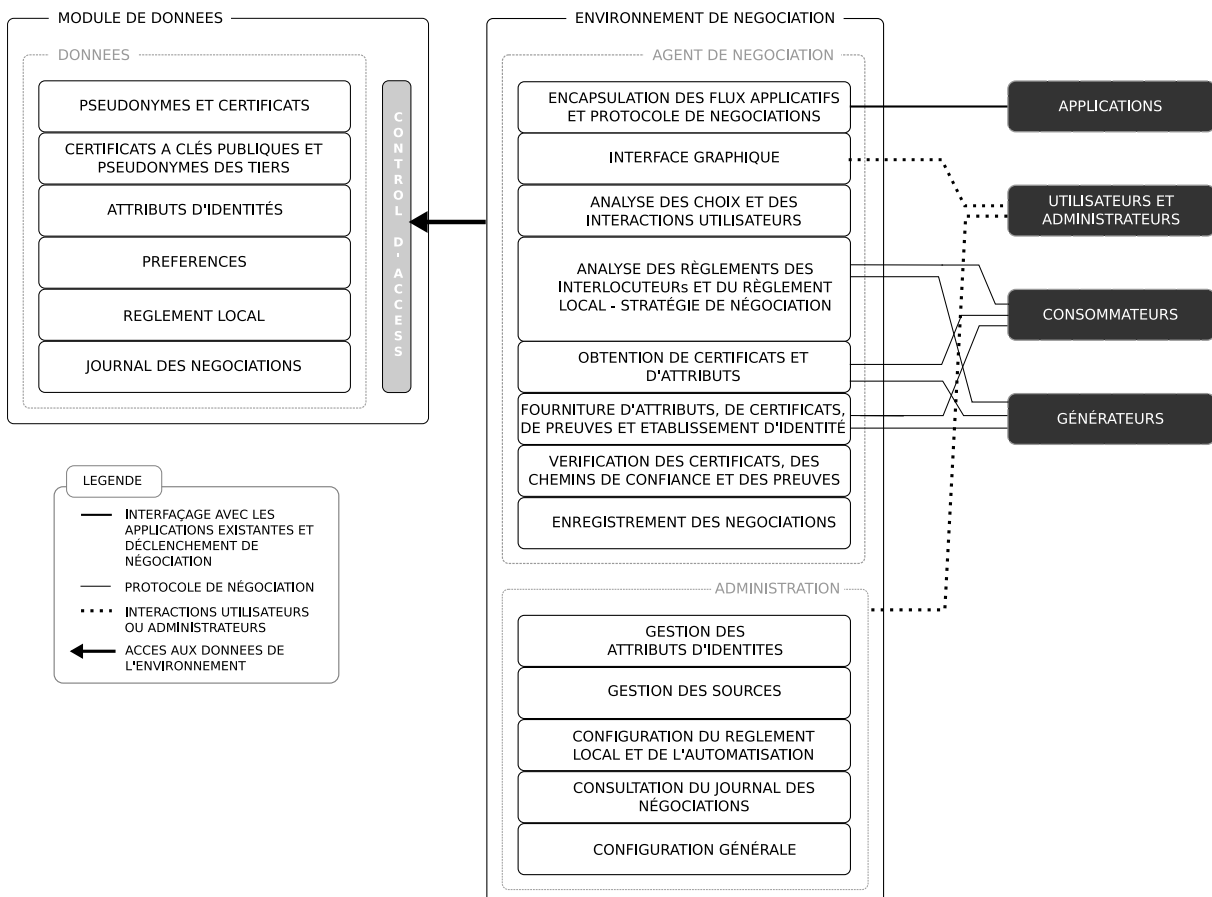 MODULE DE DONNEES
DONNEES
PSEUDONYMES ET CERTIFICATS
CERTIFICATS A CLÉS PUBLIQUES ET
PSEUDONYMES DES TIERS
ATTRIBUTS D'IDENTITÉS
PREFERENCES
REGLEMENT LOCAL
JOURNAL DES NEGOCIATIONS
CONTROL D'ACCESS
LEGENDE
INTERFAÇAGE AVEC LES
APPLICATIONS EXISTANTES ET
DÉCLENCHEMENT DE
NÉGOCIATION
PROTOCOLE DE NÉGOCIATION
INTERACTIONS UTILISATEURS
OU ADMINISTRATEURS
ACCES AUX DONNEES DE
L'ENVIRONNEMENT
ENVIRONNEMENT DE NEGOCIATION
AGENT DE NEGOCIATION
ENCAPSULATION DES FLUX APPLICATIFS
ET PROTOCOLE DE NEGOCIATIONS
INTERFACE GRAPHIQUE
ANALYSE DES CHOIX ET DES
INTERACTIONS UTILISATEURS
ANALYSE DES RÈGLEMENTS DES
INTERLOCUTEURs ET DU RÈGLEMENT
LOCAL - STRATÉGIE DE NÉGOCIATION
OBTENTION DE CERTIFICATS ET
D'ATTRIBUTS
FOURNITURE D'ATTRIBUTS, DE CERTIFICATS,
DE PREUVES ET ETABLISSEMENT D'IDENTITÉ
VERIFICATION DES CERTIFICATS, DES
CHEMINS DE CONFIANCE ET DES PREUVES
ENREGISTREMENT DES NEGOCIATIONS
ADMINISTRATION
GESTION DES
ATTRIBUTS D'IDENTITES
GESTION DES SOURCES
CONFIGURATION DU REGLEMENT
LOCAL ET DE L'AUTOMATISATION
CONSULTATION DU JOURNAL DES
NÉGOCIATIONS
CONFIGURATION GÉNÉRALE
APPLICATIONS
UTILISATEURS ET
ADMINISTRATEURS
CONSOMMATEURS
GÉNÉRATEURS